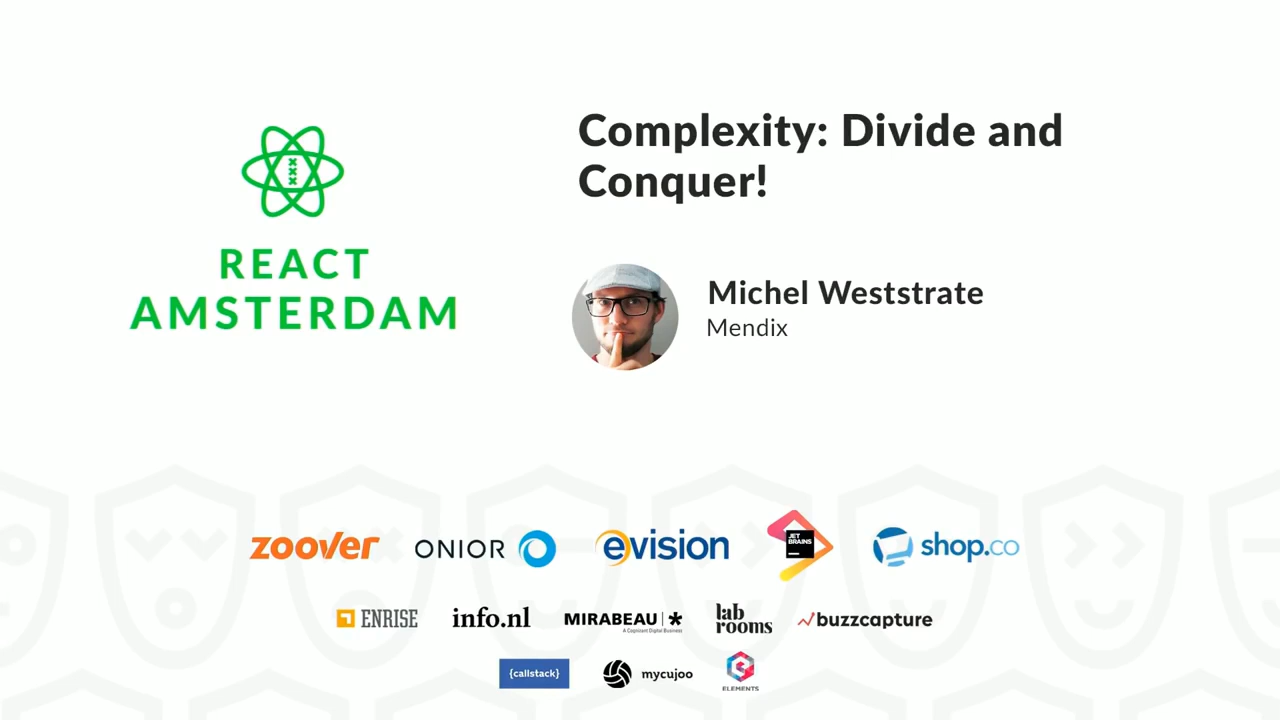 Complexity: Divide and
Conquer!
REACT
AMSTERDAM
Michel Weststrate
Mendix
zoover
ONIOR
evision
JET
BRAINS
shop.co
ENRISE
info.nl
MIRABEAU
A Cognizant Digital Business
lab
rooms
buzzcapture
{callstack}
mycujoo
ELEMENTS